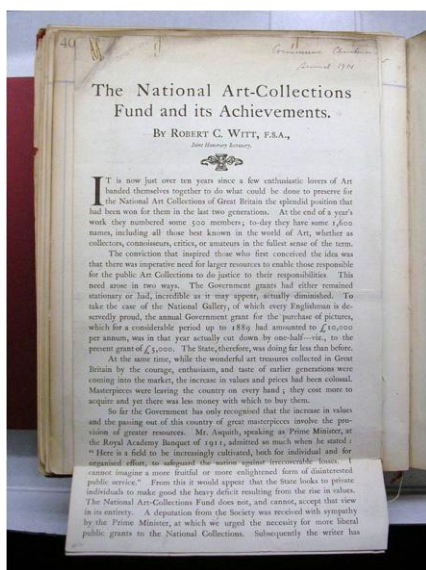 40
The National Art-Collections
Fund and its Achievements.
By Robert C. Witt, F.S.A.,
Joint Honorary Secretary.
IT is now just over ten years since a few enthusiastic lovers of Art
banded themselves together to do what could be done to preserve for
the National Art Collections of Great Britain the splendid position that
had been won for them in the last two generations. At the end of a year's
work they numbered some 500 members; to-day they have some 1,600
names, including all those best known in the world of Art, whether as
collectors, connoisseurs, critics, or amateurs in the fullest sense of the term.
The conviction that inspired those who first conceived the idea was
that there was imperative need for larger resources to enable those responsible
for the public Art Collections to do justice to their responsibilities. This
need arose in two ways. The Government grants had either remained
stationary or had, incredible as it may appear, actually diminished. To
take the case of the National Gallery, of which every Englishman is de-
servedly proud, the annual Government grant for the purchase of pictures,
which for a considerable period up to 1889 had amounted to £10,000
per annum, was in that year actually cut down by one-half—viz., to the
present grant of £5,000. The State, therefore, was doing far less than before.
At the same time, while the wonderful art treasures collected in Great
Britain by the courage, enthusiasm, and taste of earlier generations were
coming into the market, the increase in values and prices had been colossal.
Masterpieces were leaving the country on every hand; they cost more to
acquire and yet there was less money with which to buy them.
So far the Government has only recognised that the increase in values
and the passing out of this country of great masterpieces involve the pro-
vision of greater resources. Mr. Asquith, speaking as Prime Minister, at
the Royal Academy Banquet of 1911, admitted so much when he stated:
"Here is a field to be increasingly cultivated, both for individual and for
organised effort, to safeguard the nation against irrecoverable losses. I
cannot imagine a more fruitful or more enlightened form of disinterested
public service." From this it would appear that the State looks to private
individuals to make good the heavy deficit resulting from the rise in values.
The National Art-Collections Fund does not, and cannot, accept that view
in its entirety. A deputation from the Society was received with sympathy
by the Prime Minister, at which we urged the necessity for more liberal
public grants to the National Collections. Subsequently the writer has